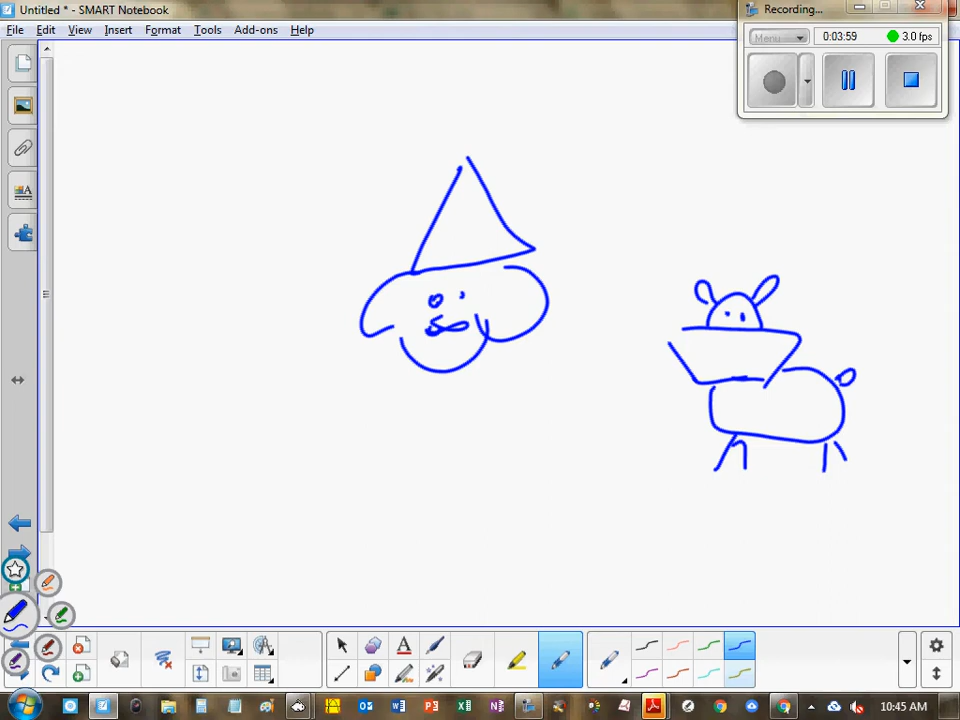 Untitled * - SMART Notebook
Recording...
File Edit View Insert Format Tools Add-ons Help
Menu 0:03:59 3.0 fps
10:45 AM